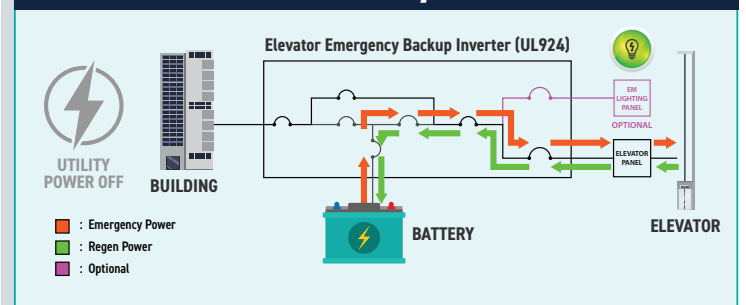 Elevator Emergency Backup Inverter (UL924)
UTILITY
POWER OFF
BUILDING
EM
LIGHTING
PANEL
OPTIONAL
ELEVATOR
PANEL
ELEVATOR
BATTERY
: Emergency Power
: Regen Power
: Optional